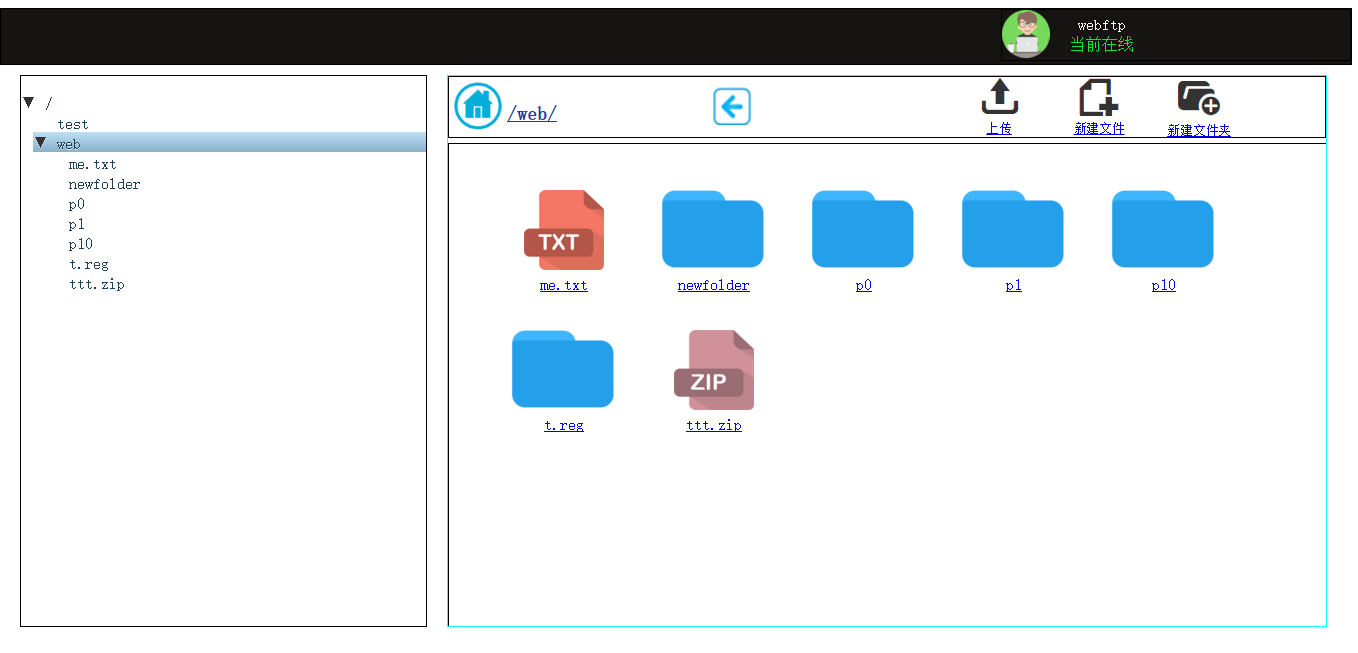 webftp
当前在线
/
test
web
me.txt
newfolder
p0
p1
p10
t.reg
ttt.zip
/web/
上传
新建文件
新建文件夹
TXT
me.txt
newfolder
p0
p1
p10
t.reg
ZIP
ttt.zip